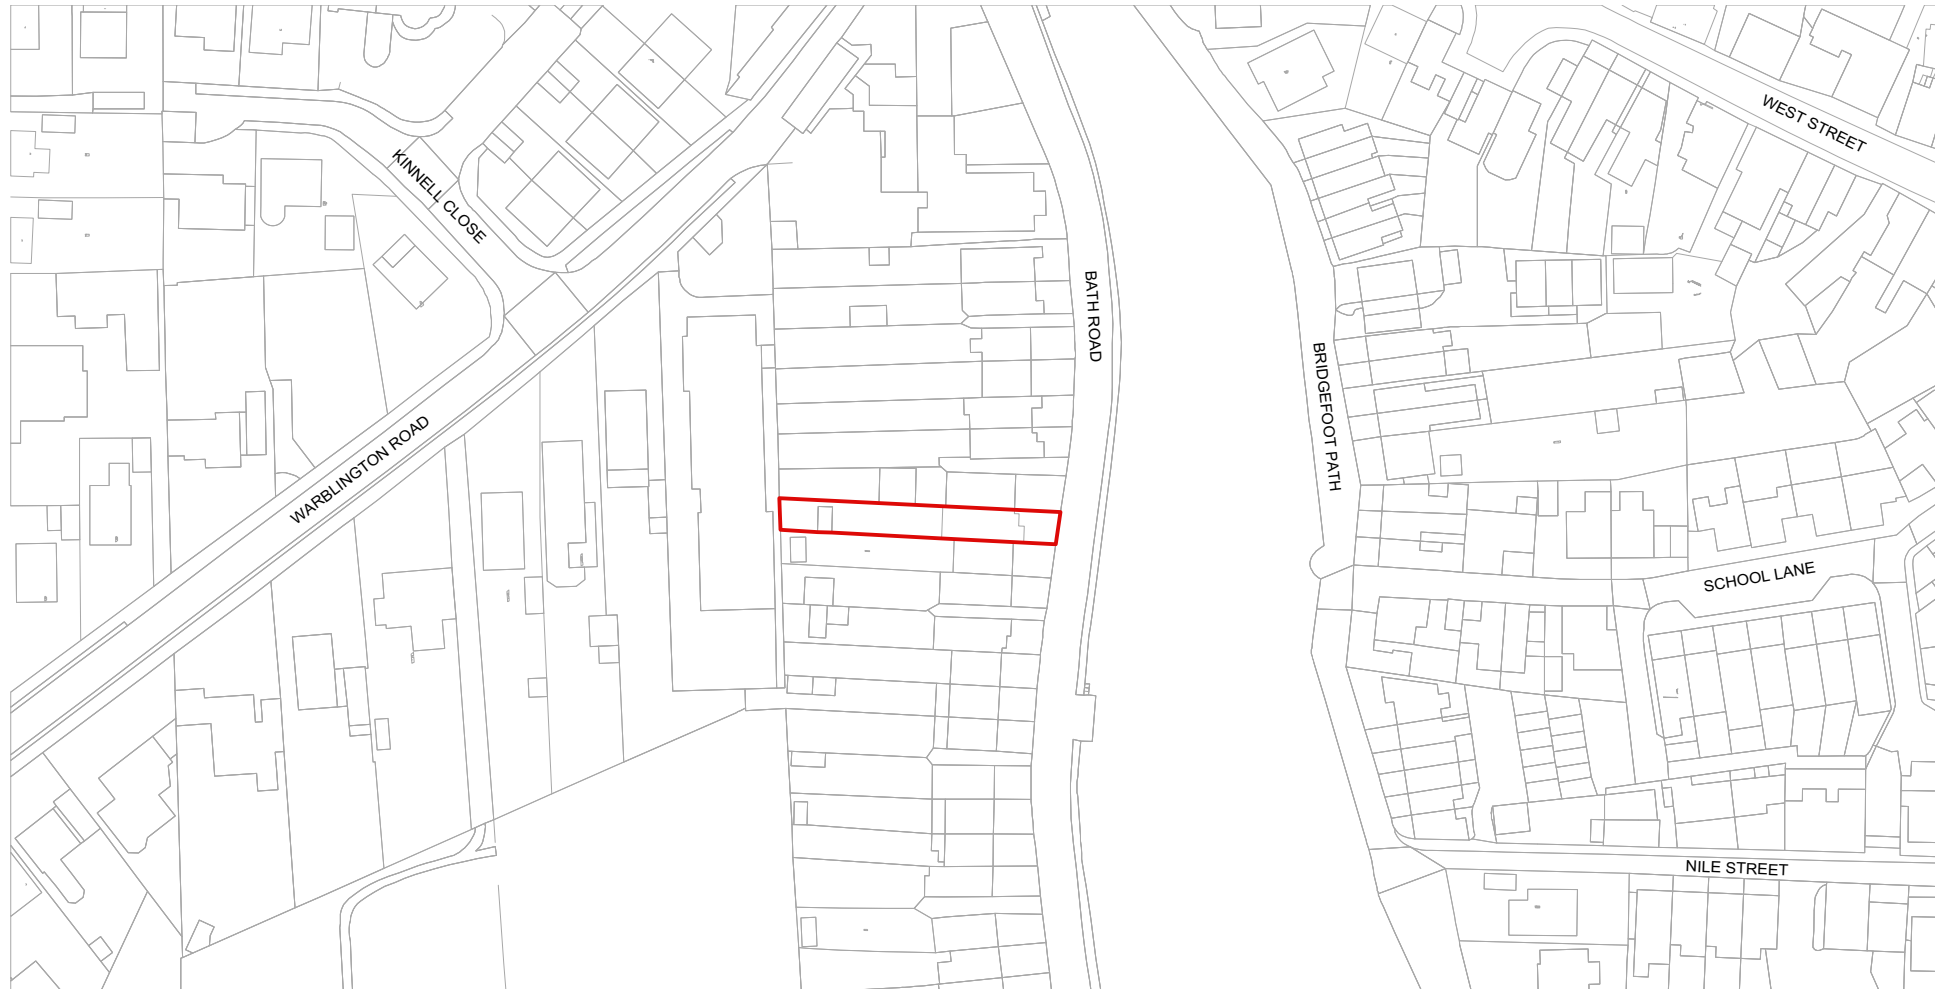 WEST STREET
KINNELL CLOSE
BATH ROAD
BRIDGEFOOT PATH
WARBLINGTON ROAD
SCHOOL LANE
NILE STREET